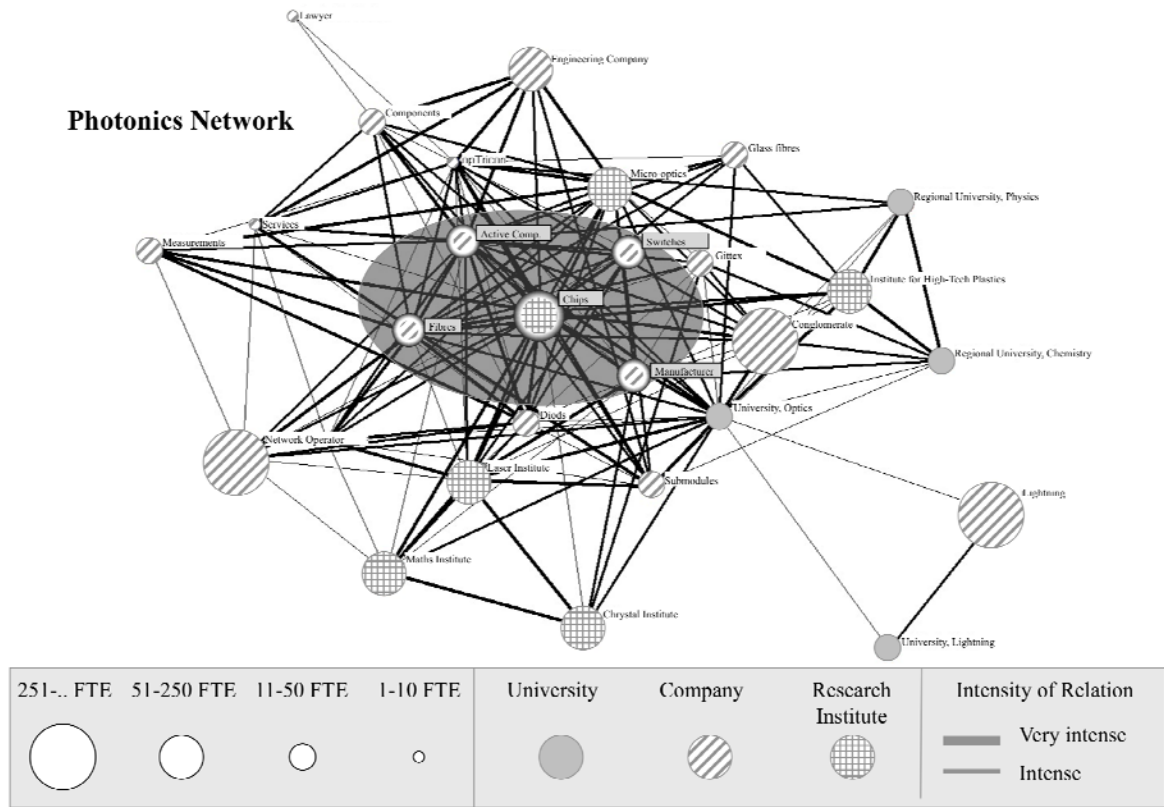 Lawyer
Engineering Company
Photonics Network
Components
Glass fibres
Micro-optics
Regional University, Physics
Services
Measurements
Active Comp.
Switches
Gittex
Institute for High-Tech Plastics
Chips
Fibres
Conglomerate
Regional University, Chemistry
Manufacturer
Diods
University, Optics
Network Operator
Laser Institute
Submodules
Lightning
Maths Institute
Chrystal Institute
University, Lightning
251-.. FTE
51-250 FTE
11-50 FTE
1-10 FTE
University
Company
Research
Institute
Intensity of Relation
Very intense
Intense